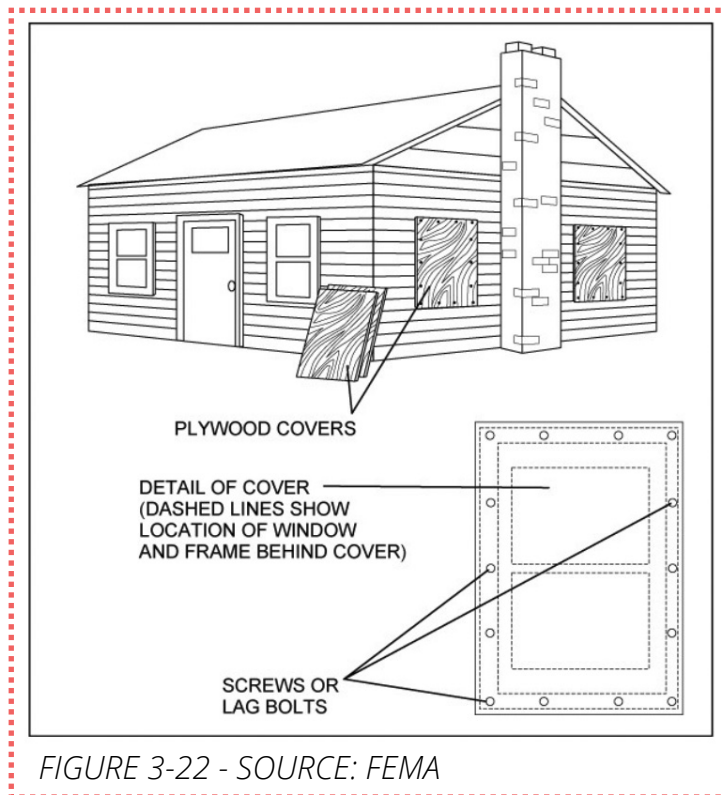 PLYWOOD COVERS
DETAIL OF COVER
(DASHED LINES SHOW
LOCATION OF WINDOW
AND FRAME BEHIND COVER)
SCREWS OR
LAG BOLTS
FIGURE 3-22 - SOURCE: FEMA